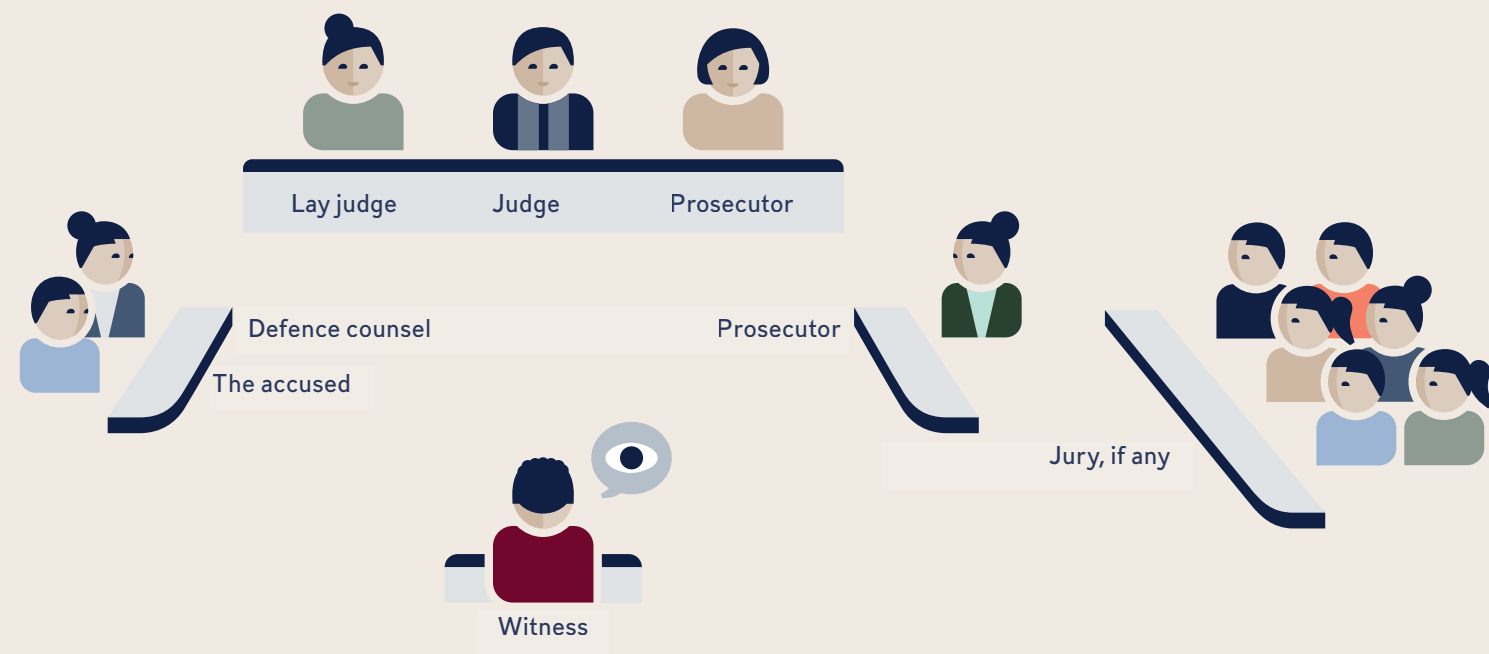 Lay judge
Judge
Prosecutor
Defence counsel
Prosecutor
The accused
Jury, if any
Witness